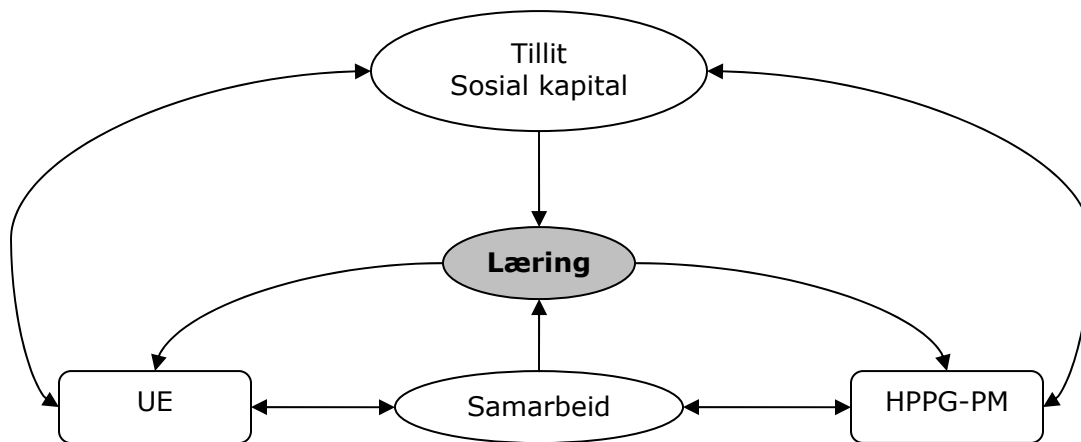 Tillit
Sosial kapital
Læring
UE
Samarbeid
HPPG-PM